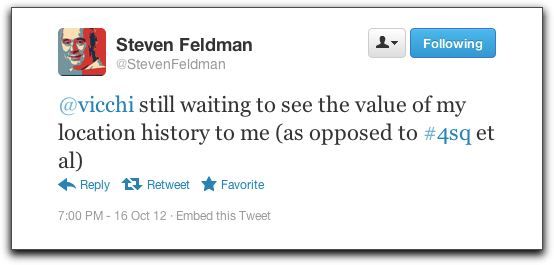 Steven Feldman
@StevenFeldman
Following
@vicchi still waiting to see the value of my
location history to me (as opposed to #4sq et
al)
Reply Retweet Favorite
7:00 PM - 16 Oct 12 · Embed this Tweet